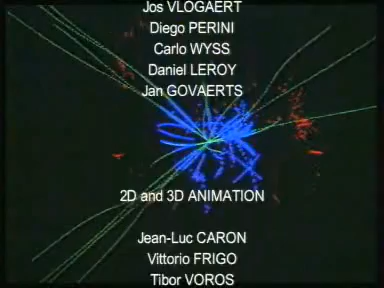 Jos VLOGAERT
Diego PERINI
Carlo WYSS
Daniel LEROY
Jan GOVAERTS
2D and 3D ANIMATION
Jean-Luc CARON
Vittorio FRIGO
Tibor VOROS